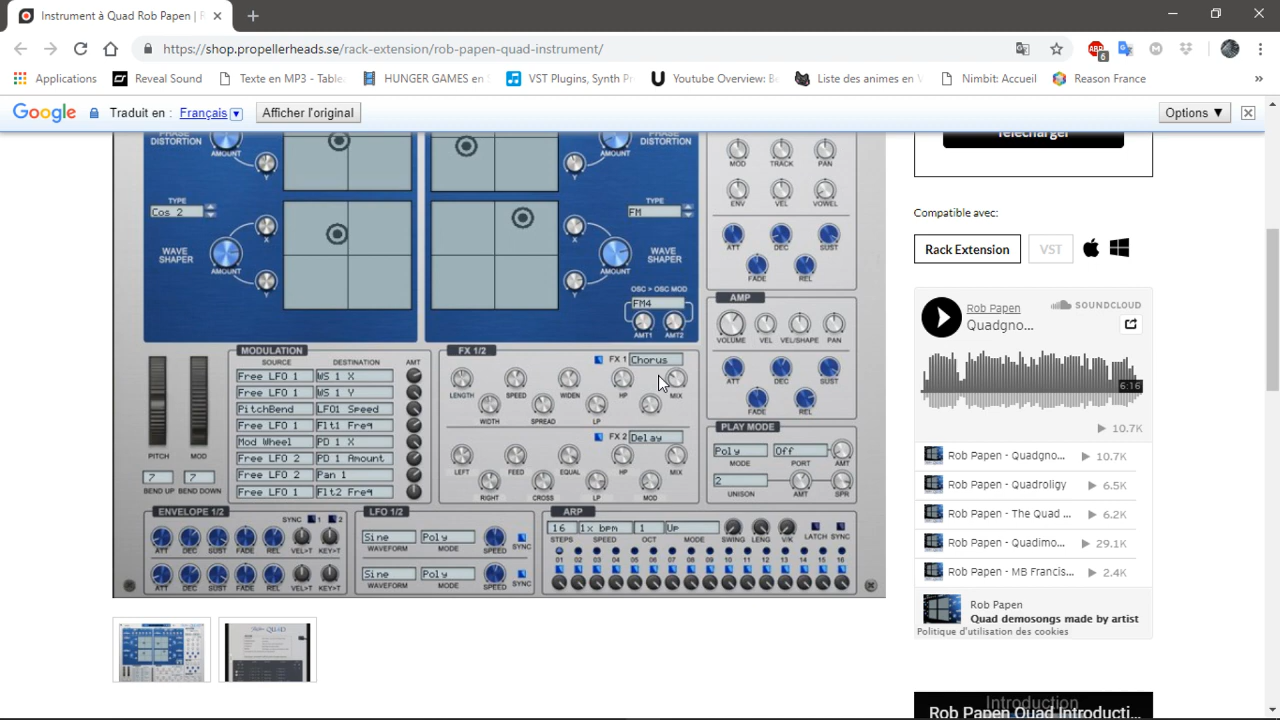 Instrument à Quad Rob Papen | R
https://shop.propellerheads.se/rack-extension/rob-papen-quad-instrument/
ABP
6
Applications
Reveal Sound
Texte en MP3 - Table
HUNGER GAMES en
VST Plugins, Synth Pr
Youtube Overview: Be
Liste des animes en V
Nimbit: Accueil
Reason France
»
Google
Traduit en :
Français
Afficher l'original
Options ▼
PHASE
DISTORTION
AMOUNT
Y
AMOUNT
Y
PHASE
DISTORTION
TYPE
Cos 2
X
WAVE
SHAPER
AMOUNT
Y
TYPE
FM
X
AMOUNT
Y
WAVE
SHAPER
OSC > OSC MOD
FM4
AMT1 AMT2
MOD TRACK PAN
ENV VEL VOWEL
ATT DEC SUST
FADE REL
AMP
VOLUME VEL VEL/SHAPE PAN
ATT DEC SUST
FADE REL
PLAY MODE
Poly Off
MODE PORT AMT
2
UNISON AMT SPR
PITCH MOD
7 7
BEND UP BEND DOWN
MODULATION
SOURCE DESTINATION AMT
Free LFO 1 WS 1 X
Free LFO 1 WS 1 Y
PitchBend LFO1 Speed
Free LFO 1 Flt1 Freq
Mod Wheel PD 1 X
Free LFO 2 PD 1 Amount
Free LFO 2 Pan 1
Free LFO 1 Flt2 Freq
FX 1/2
FX 1 Chorus
LENGTH SPEED WIDEN HP MIX
WIDTH SPREAD LP
FX 2 Delay
LEFT FEED EQUAL HP MIX
RIGHT CROSS LP MOD
ENVELOPE 1/2
SYNC 1 2
ATT DEC SUST FADE REL VEL>T KEY>T
ATT DEC SUST FADE REL VEL>T KEY>T
LFO 1/2
Sine Poly
WAVEFORM MODE SPEED SYNC
Sine Poly
WAVEFORM MODE SPEED SYNC
ARP
16 1x bpm 1 Up
STEPS SPEED OCT MODE SWING LENG V/K LATCH SYNC
01 02 03 04 05 06 07 08 09 10 11 12 13 14 15 16
Télécharger
Compatible avec:
Rack Extension
VST
Rob Papen
Quadgno...
SOUNDCLOUD
6:16
10.7K
Rob Papen - Quadgno... 10.7K
Rob Papen - Quadroligy 6.5K
Rob Papen - The Quad ... 6.2K
Rob Papen - Quadimo... 29.1K
Rob Papen - MB Francis... 2.4K
Rob Papen
Quad demosongs made by artist
Politique d'utilisation des cookies
Introduction
Rob Papen Quad Introducti...
QUAD